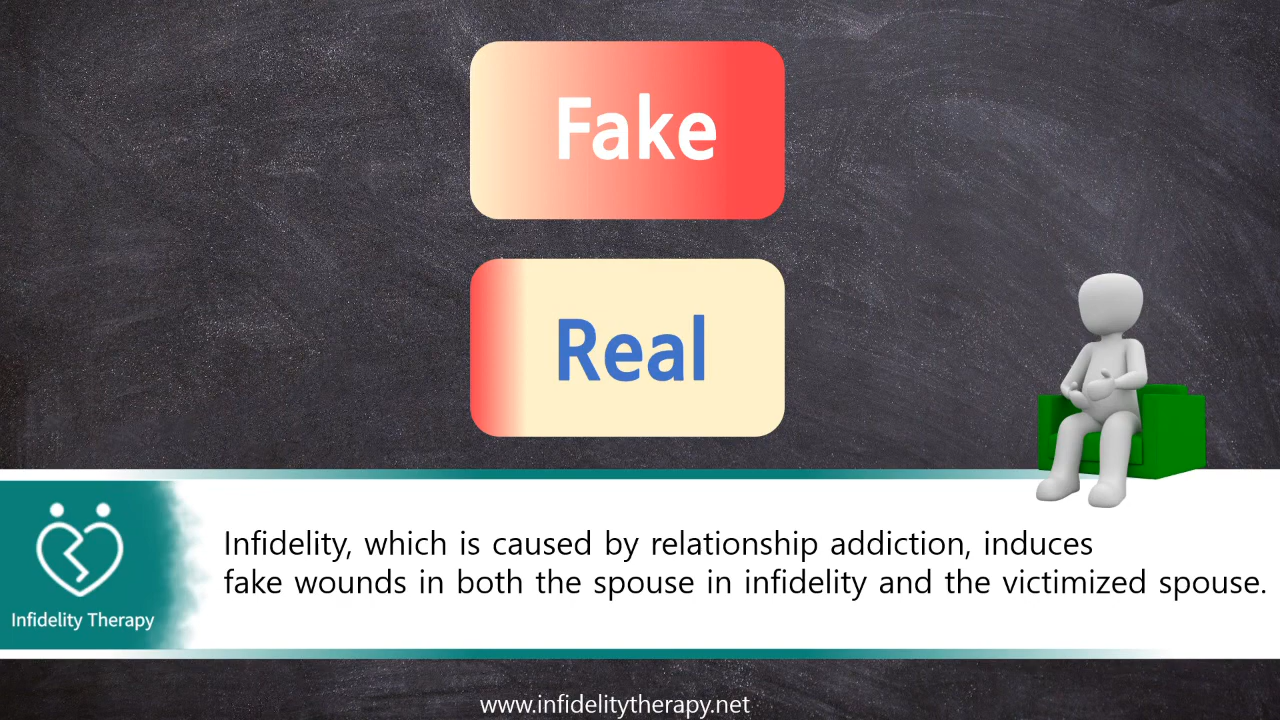 Fake
Real
Infidelity, which is caused by relationship addiction, induces
fake wounds in both the spouse in infidelity and the victimized spouse.
Infidelity Therapy
www.infidelitytherapy.net